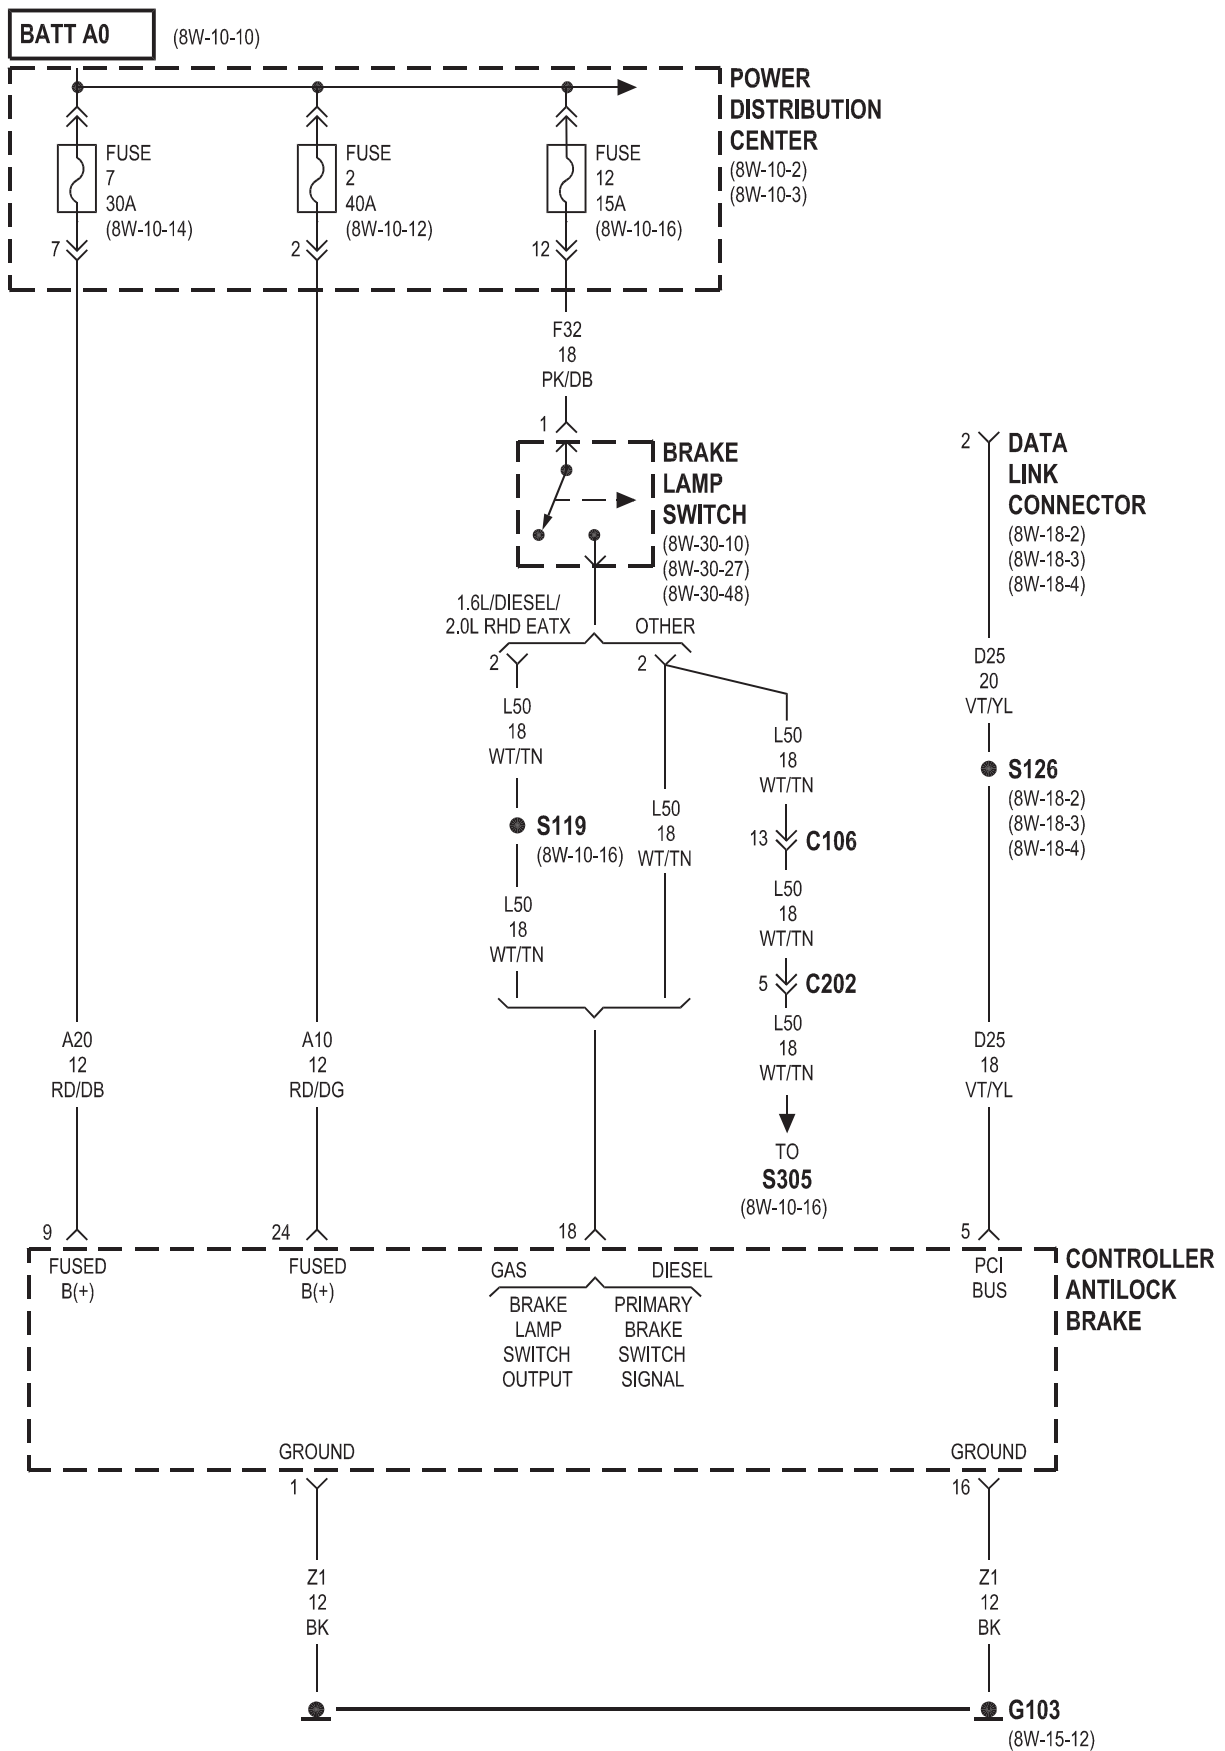 BATT A0
(8W-10-10)
POWER
DISTRIBUTION
CENTER
(8W-10-2)
(8W-10-3)
FUSE
7
30A
(8W-10-14)
7
FUSE
2
40A
(8W-10-12)
2
FUSE
12
15A
(8W-10-16)
12
F32
18
PK/DB
1
BRAKE
LAMP
SWITCH
(8W-30-10)
(8W-30-27)
(8W-30-48)
2
DATA
LINK
CONNECTOR
(8W-18-2)
(8W-18-3)
(8W-18-4)
1.6L/DIESEL/
2.0L RHD EATX
OTHER
2
2
L50
18
WT/TN
S119
(8W-10-16)
L50
18
WT/TN
L50
18
WT/TN
L50
18
WT/TN
13
C106
L50
18
WT/TN
5
C202
L50
18
WT/TN
TO
S305
(8W-10-16)
D25
20
VT/YL
S126
(8W-18-2)
(8W-18-3)
(8W-18-4)
A20
12
RD/DB
A10
12
RD/DG
D25
18
VT/YL
9
24
18
5
FUSED
B(+)
FUSED
B(+)
GAS
DIESEL
BRAKE
LAMP
SWITCH
OUTPUT
PRIMARY
BRAKE
SWITCH
SIGNAL
PCI
BUS
CONTROLLER
ANTILOCK
BRAKE
GROUND
GROUND
1
16
Z1
12
BK
Z1
12
BK
G103
(8W-15-12)